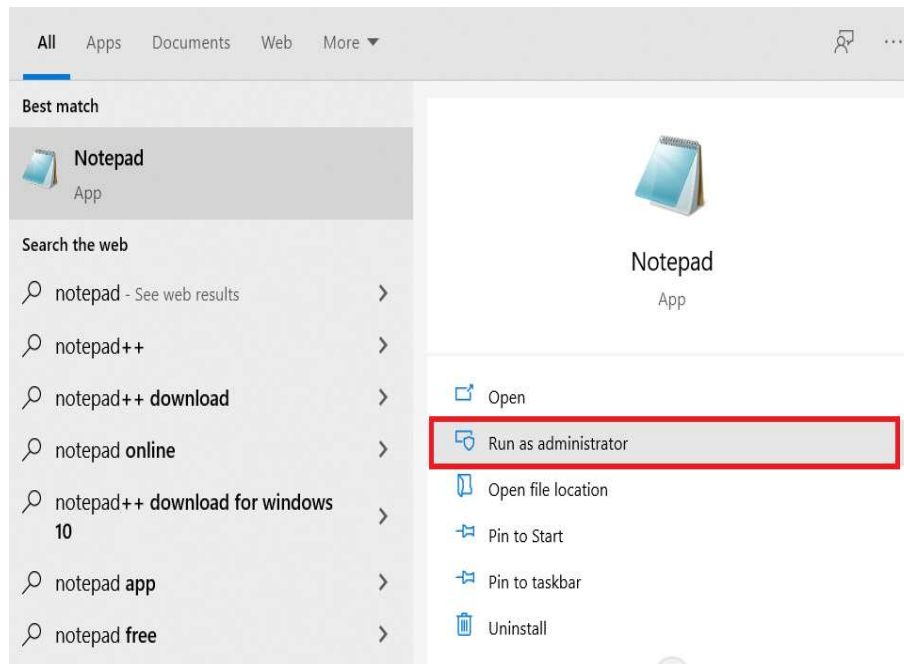 All Apps Documents Web More
Best match
Notepad
App
Search the web
notepad - See web results
notepad++
notepad++ download
notepad online
notepad++ download for windows
10
notepad app
notepad free
Notepad
App
Open
Run as administrator
Open file location
Pin to Start
Pin to taskbar
Uninstall